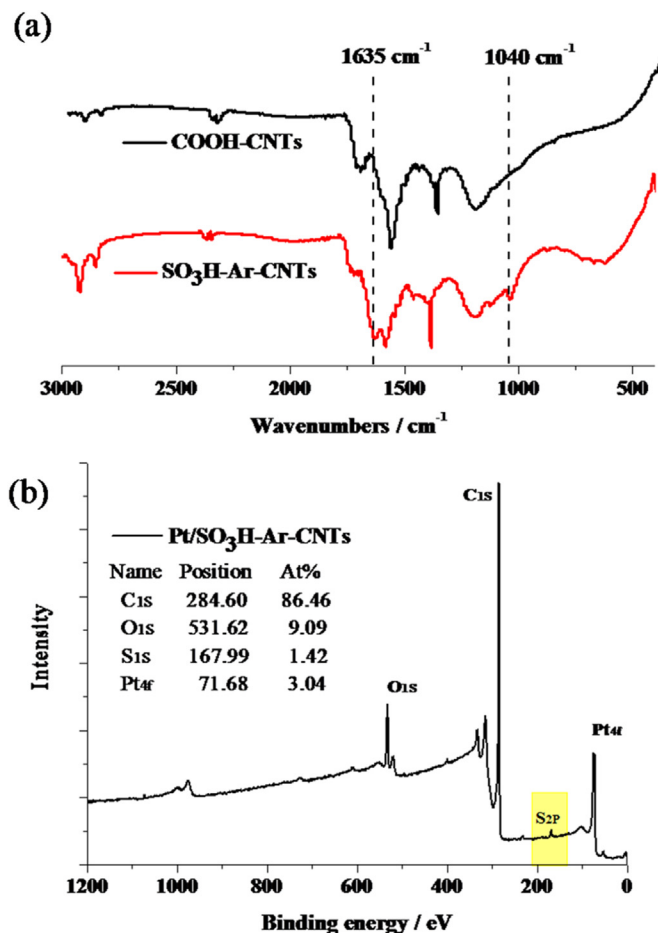 (a)
1635 cm-1
1040 cm-1
COOH-CNTs
SO3H-Ar-CNTs
3000 2500 2000 1500 1000 500
Wavenumbers / cm-1
(b)
C1S
Pt/SO3H-Ar-CNTs
Name Position At%
C1S 284.60 86.46
O1S 531.62 9.09
S1S 167.99 1.42
Pt4f 71.68 3.04
O1S
Pt4f
S2P
Intensity
1200 1000 800 600 400 200 0
Binding energy / eV